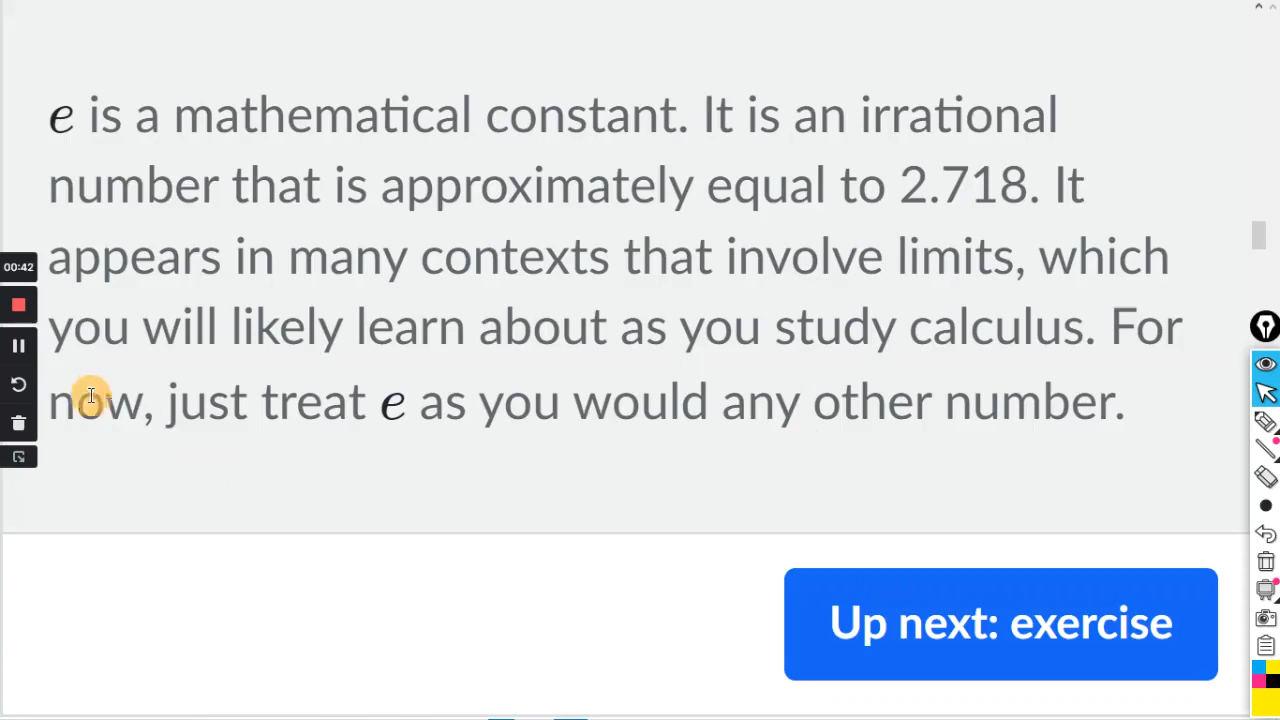 e is a mathematical constant. It is an irrational
number that is approximately equal to 2.718. It
appears in many contexts that involve limits, which
you will likely learn about as you study calculus. For
now, just treat e as you would any other number.
00:42
Up next: exercise